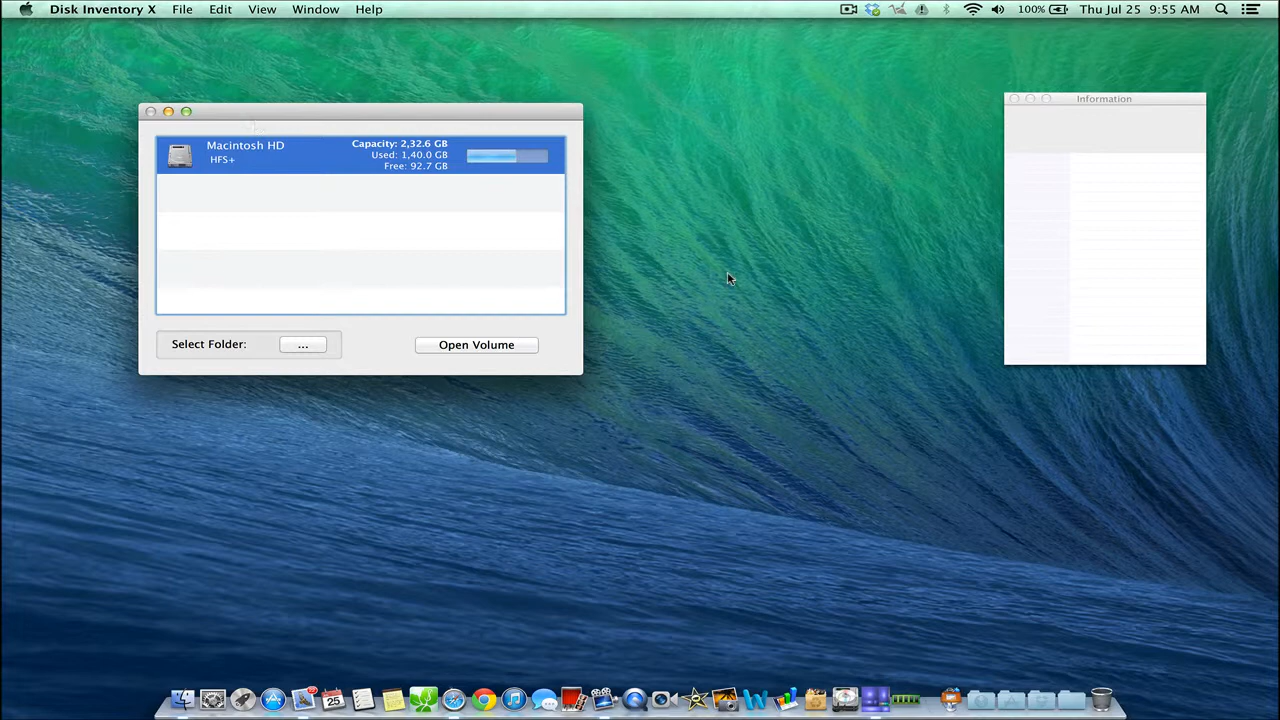 Disk Inventory X File Edit View Window Help 100% Thu Jul 25 9:55 AM
Information
Macintosh HD
HFS+
Capacity: 2,32.6 GB
Used: 1,40.0 GB
Free: 92.7 GB
Select Folder: ... Open Volume
25